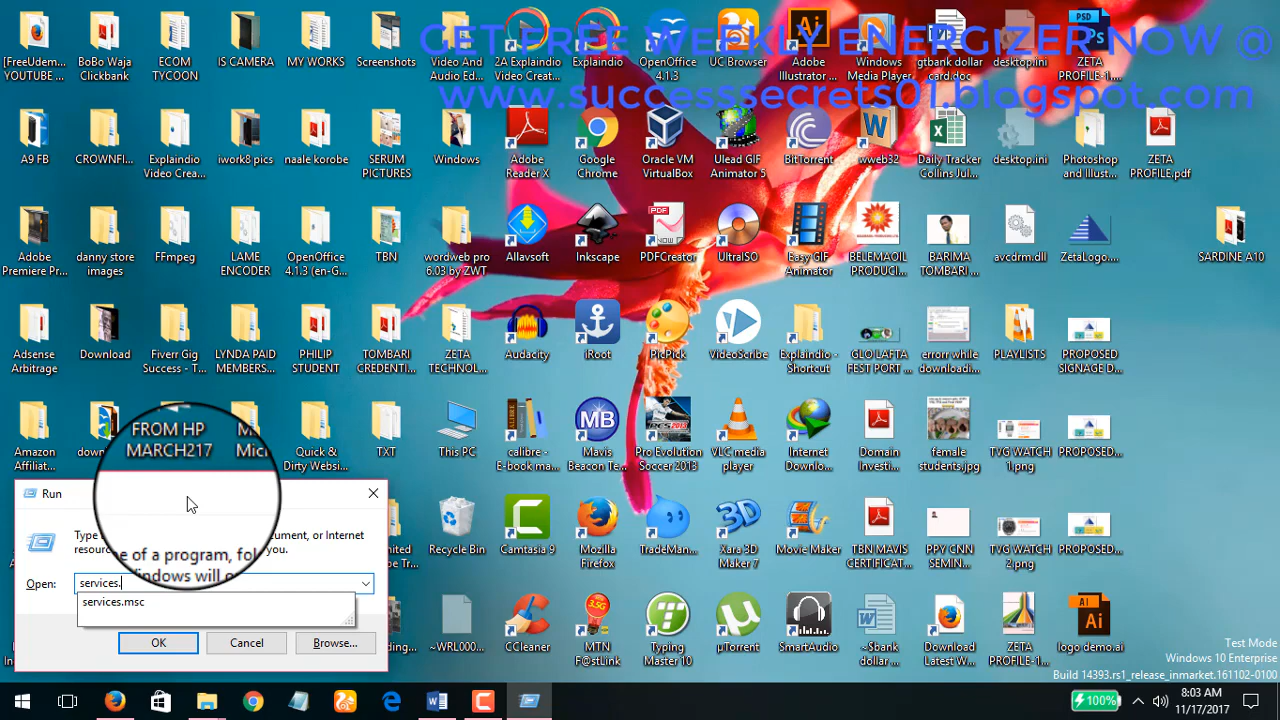 GET FREE WEEKLY ENERGIZER NOW @
www.successsecrets01.blogspot.com
[FreeUdem...
YOUTUBE ...
BoBo Waja
Clickbank
ECOM
TYCOON
IS CAMERA
MY WORKS
Screenshots
Video And
Audio Ed...
2A Explaindio
Video Creat...
Explaindio
OpenOffice
4.1.3
UC Browser
Adobe
Illustrator ...
Windows
Media Player
gtbank dollar
card.doc
desktop.ini
ZETA
PROFILE-1....
A9 FB
CROWNFI...
Explaindio
Video Crea...
iwork8 pics
naale korobe
SERUM
PICTURES
Windows
Adobe
Reader X
Google
Chrome
Oracle VM
VirtualBox
Ulead GIF
Animator 5
BitTorrent
wweb32
Daily Tracker
Collins Jul...
desktop.ini
Photoshop
and Illust...
ZETA
PROFILE.pdf
Adobe
Premiere Pr...
danny store
images
FFmpeg
LAME
ENCODER
OpenOffice
4.1.3 (en-G...
TBN
wordweb pro
6.03 by ZWT
Allavsoft
Inkscape
PDFCreator
UltraISO
Easy GIF
Animator
BELEMAOIL
PRODUCI...
BARIMA
TOMBARI ...
avcdrm.dll
ZetaLogo....
SARDINE A10
Adsense
Arbitrage
Download
Fiverr Gig
Success - T...
LYNDA PAID
MEMBERS...
PHILIP
STUDENT
TOMBARI
CREDENTI...
ZETA
TECHNOL...
Audacity
iRoot
PicPick
VideoScribe
Explaindio -
Shortcut
GLO LAFTA
FEST PORT ...
errorr while
downloadi...
PLAYLISTS
PROPOSED
SIGNAGE D...
Amazon
Affiliat...
FROM HP
MARCH217
Quick &
Dirty Websi...
TXT
This PC
calibre -
E-book ma...
Mavis
Beacon Te...
Pro Evolution
Soccer 2013
VLC media
player
Internet
Downlo...
Domain
Investi...
female
students.jpg
TVG WATCH
1.png
PROPOSED...
Run
Type
cument, or Internet
resourc
you.
e of a program, fol
Windows will
Open:
services.
services.msc
OK
Cancel
Browse...
Recycle Bin
Camtasia 9
Mozilla
Firefox
TradeMan...
Xara 3D
Maker 7
Movie Maker
TBN MAVIS
CERTIFICAT...
PPY CNN
SEMIN...
TVG WATCH
2.png
PROPOSED...
~WRL000...
CCleaner
MTN
F@stLink
Typing
Master 10
µTorrent
SmartAudio
~Sbank
dollar ...
Download
Latest W...
ZETA
PROFILE-1...
logo demo.ai
Test Mode
Windows 10 Enterprise
Build 14393.rs1_release_inmarket.161102-0100
100%
8:03 AM
11/17/2017